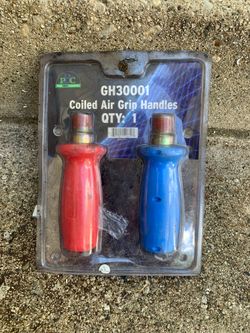 GH30001
Coiled Air Grip Handles
QTY: 1